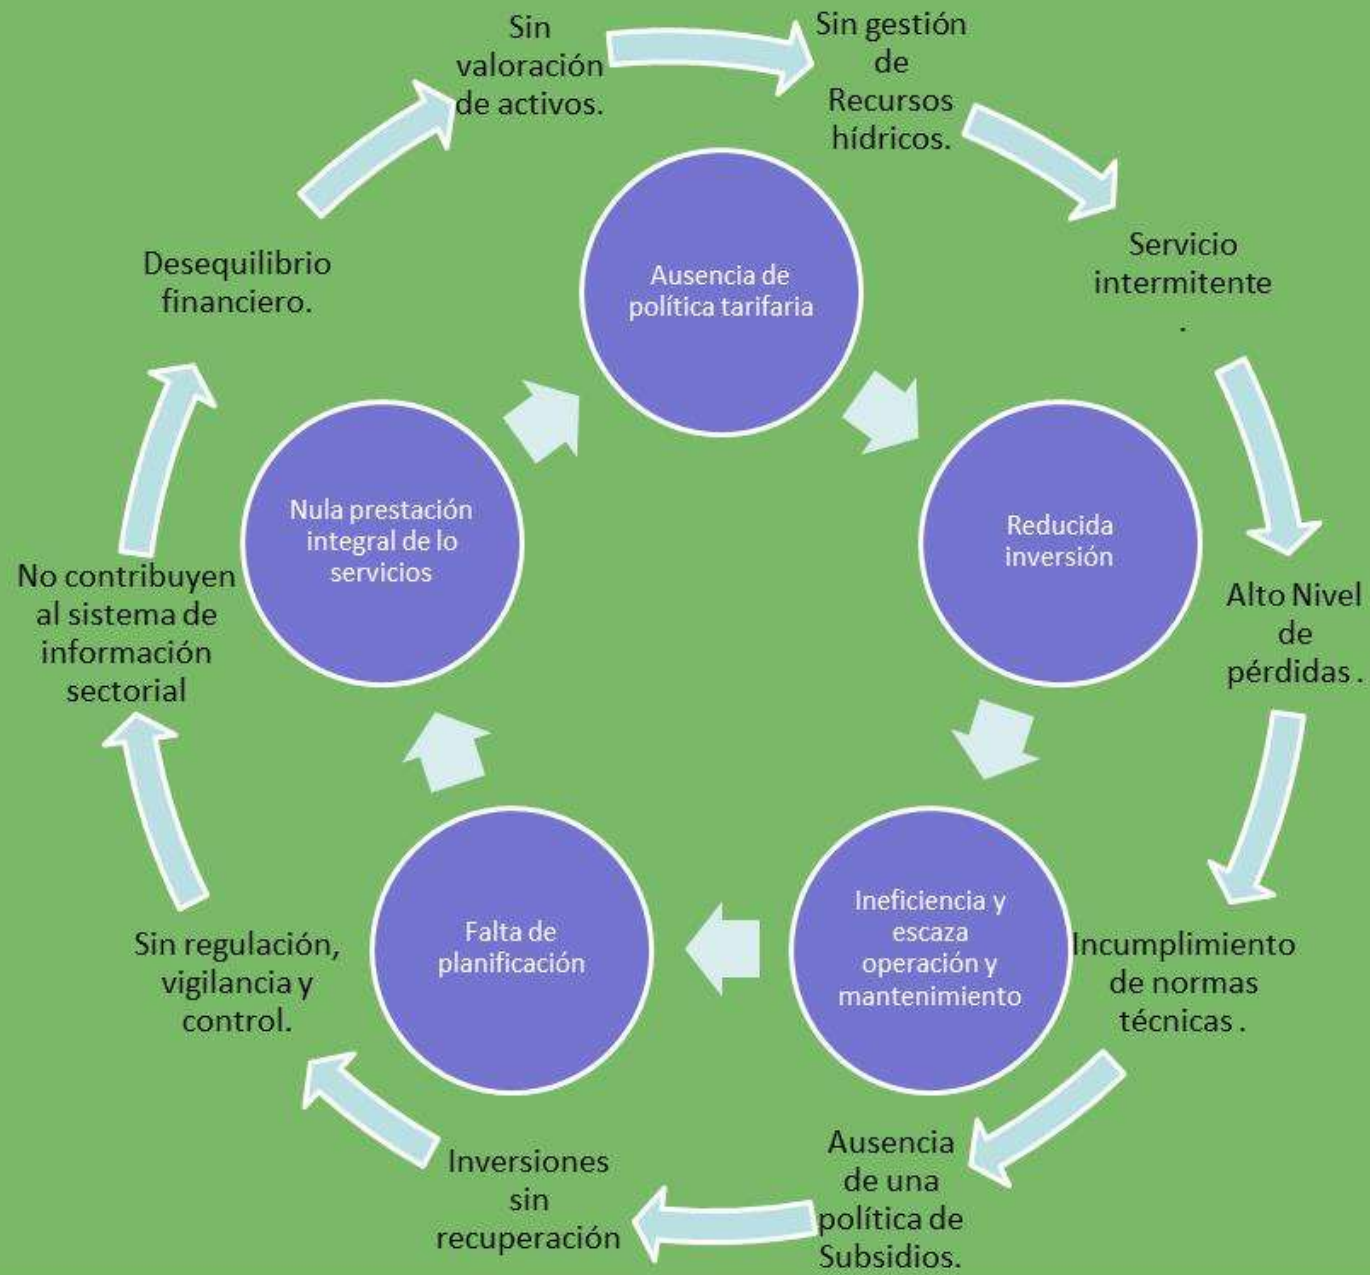 Sin
valoración
de activos.
Sin gestión
de
Recursos
hídricos.
Servicio
intermitente
.
Alto Nivel
de
pérdidas .
Incumplimiento
de normas
técnicas .
Ausencia
de una
política de
Subsidios.
Inversiones
sin
recuperación
Sin regulación,
vigilancia y
control.
No contribuyen
al sistema de
información
sectorial
Desequilibrio
financiero.
Ausencia de
política tarifaria
Reducida
inversión
Ineficiencia y
escaza
operación y
mantenimiento
Falta de
planificación
Nula prestación
integral de lo
servicios